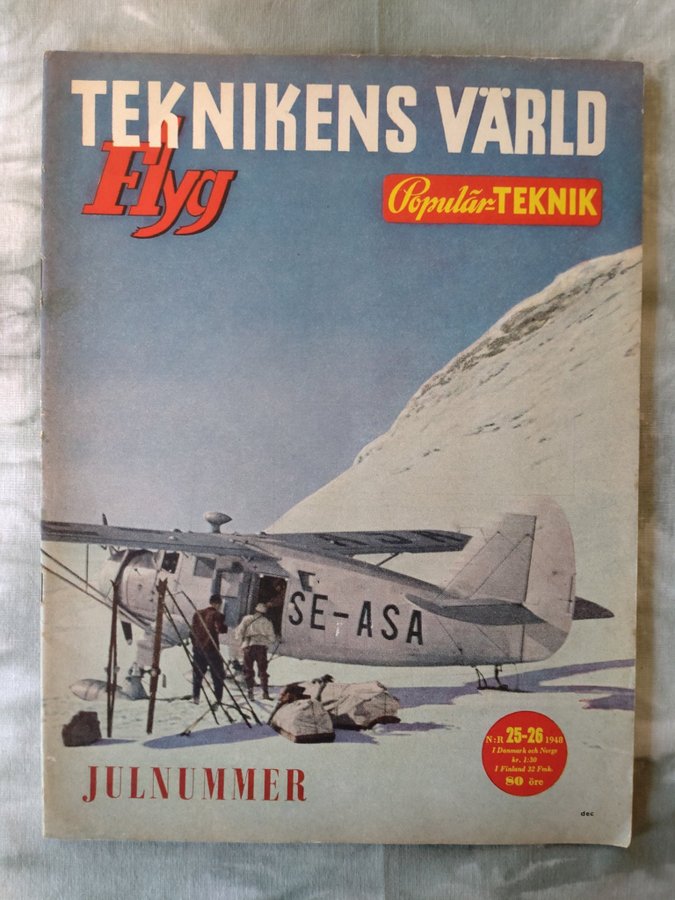 TEKNIKENS VÄRLD
Flyg
Populär-TEKNIK
SE-ASA
N:R 25-26 1948
I Danmark och Norge
kr. 1:30
I Finland 32 Fmk.
80 öre
JULNUMMER
dec